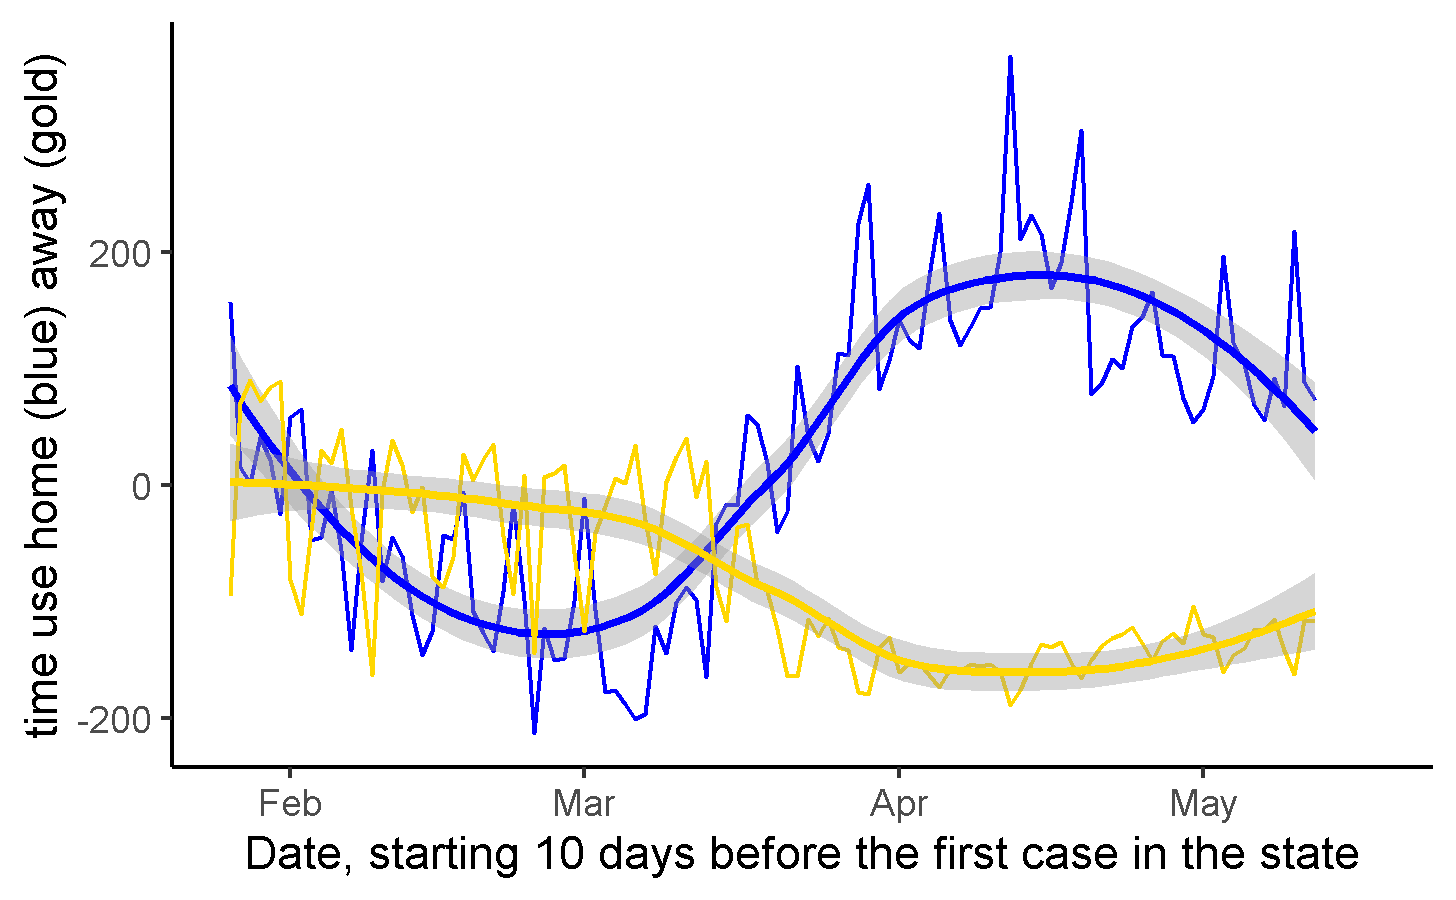 time use home (blue) away (gold)
200
0
-200
Feb
Mar
Apr
May
Date, starting 10 days before the first case in the state